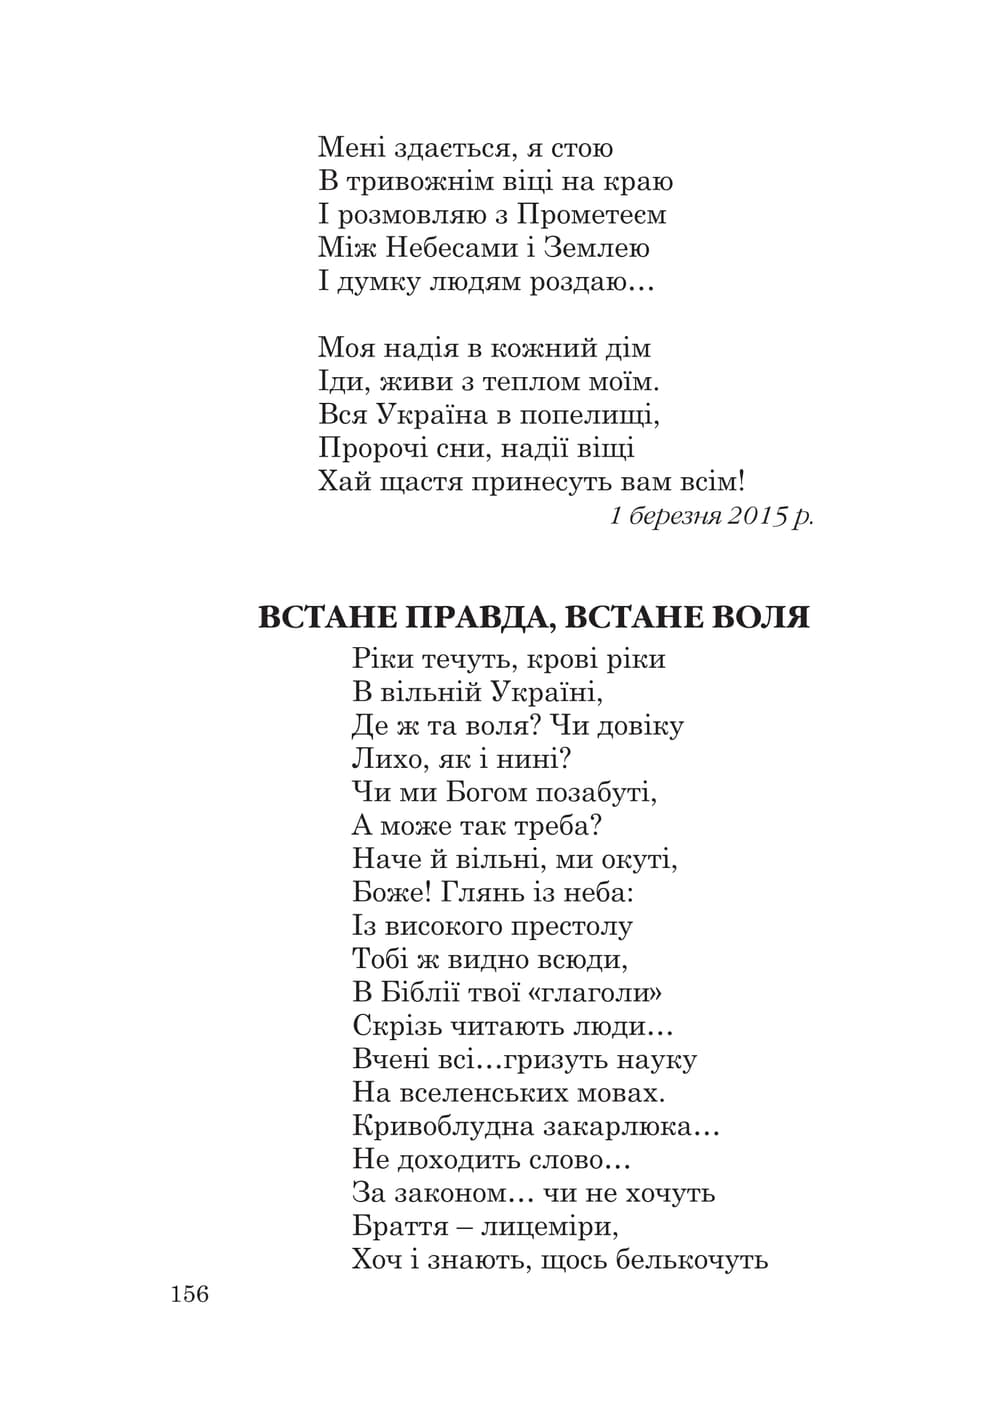 Мені здається, я стою
В тривожнім віці на краю
І розмовляю з Прометеєм
Між Небесами і Землею
І думку людям роздаю...
Моя надія в кожний дім
Іди, живи з теплом моїм.
Вся Україна в попелищі,
Пророчі сни, надії віщі
Хай щастя принесуть вам всім!
1 березня 2015 р.
ВСТАНЕ ПРАВДА, ВСТАНЕ ВОЛЯ
Ріки течуть, крові ріки
В вільній Україні,
Де ж та воля? Чи довіку
Лихо, як і нині?
Чи ми Богом позабуті,
А може так треба?
Наче й вільні, ми окуті,
Боже! Глянь із неба:
Із високого престолу
Тобі ж видно всюди,
В Біблії твої «глаголи»
Скрізь читають люди...
Вчені всі...гризуть науку
На вселенських мовах.
Кривоблудна закарлюка...
Не доходить слово...
За законом... чи не хочуть
Браття – лицеміри,
Хоч і знають, щось белькочуть
156